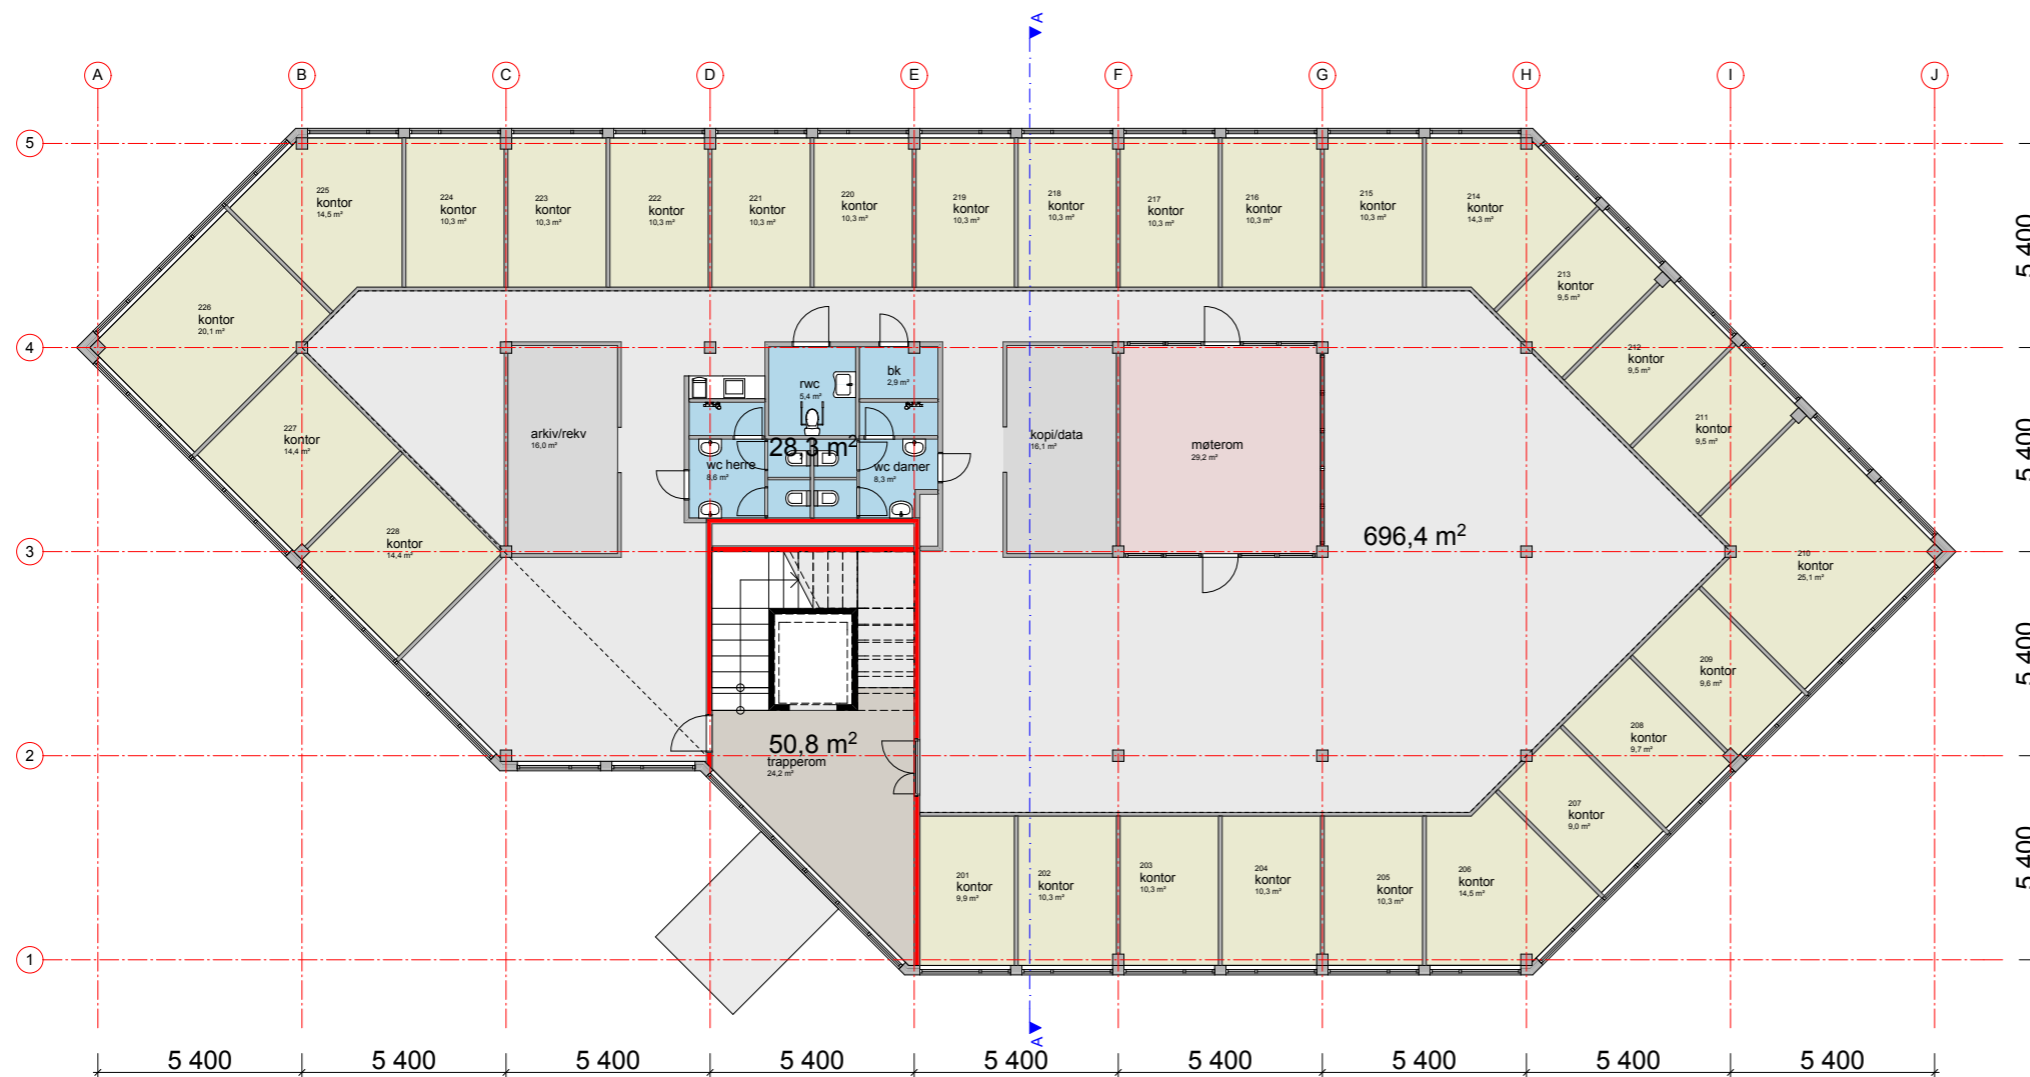 A
A
B
C
D
E
F
G
H
I
J
5
225
kontor
14,5 m²
224
kontor
10,3 m²
223
kontor
10,3 m²
222
kontor
10,3 m²
221
kontor
10,3 m²
220
kontor
10,3 m²
219
kontor
10,3 m²
218
kontor
10,3 m²
217
kontor
10,3 m²
216
kontor
10,3 m²
215
kontor
10,3 m²
214
kontor
14,3 m²
5 400
213
kontor
9,5 m²
226
kontor
20,1 m²
4
212
kontor
9,5 m²
rwc
5,4 m²
bk
2,9 m²
211
kontor
9,5 m²
227
kontor
14,4 m²
arkiv/rekv
16,0 m²
28,3 m²
wc herre
8,6 m²
wc damer
8,3 m²
kopi/data
16,1 m²
møterom
29,2 m²
5 400
228
kontor
14,4 m²
696,4 m²
3
210
kontor
25,1 m²
5 400
209
kontor
9,6 m²
208
kontor
9,7 m²
50,8 m²
trapperom
24,2 m²
2
207
kontor
9,0 m²
201
kontor
9,9 m²
202
kontor
10,3 m²
203
kontor
10,3 m²
204
kontor
10,3 m²
205
kontor
10,3 m²
206
kontor
14,5 m²
5 400
1
A
5 400
5 400
5 400
5 400
5 400
5 400
5 400
5 400
5 400